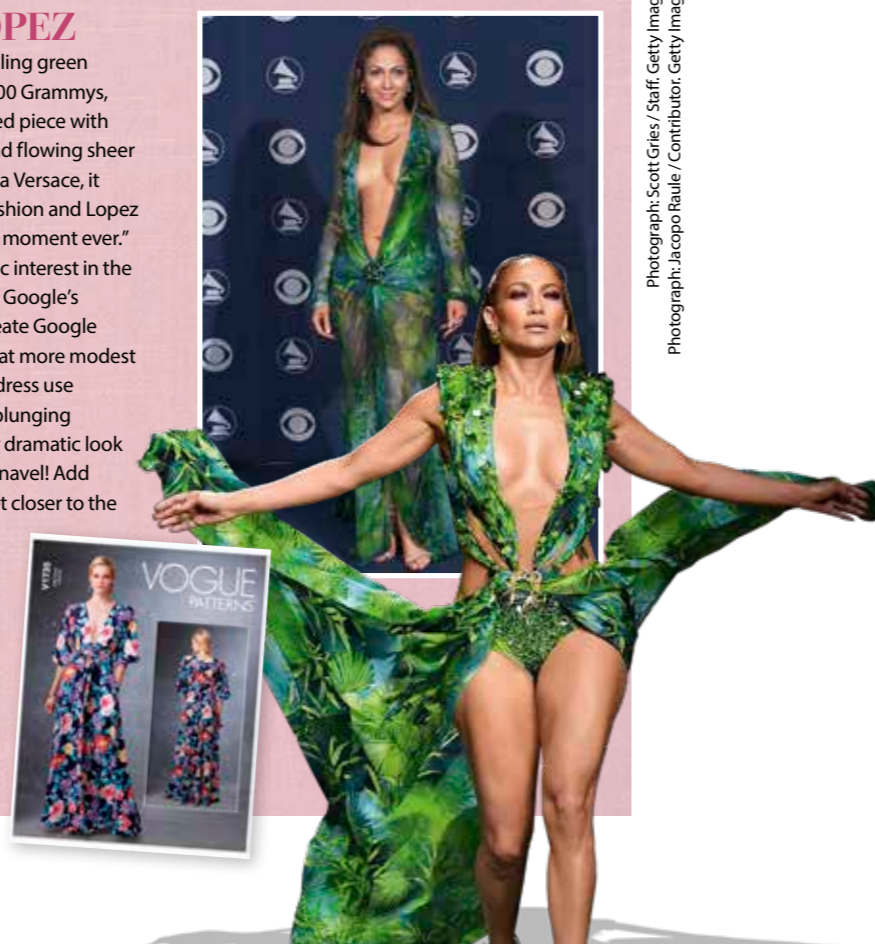 OPEZ
ling green
00 Grammys,
ed piece with
d flowing sheer
a Versace, it
shion and Lopez
moment ever.”
c interest in the
Google’s
eate Google
at more modest
dress use
plunging
dramatic look
navel! Add
t closer to the
Photograph: Scott Gries / Staff. Getty Imag
Photograph: Jacopo Raule / Contributor. Getty Imag
V1735
VOGUE
PATTERNS